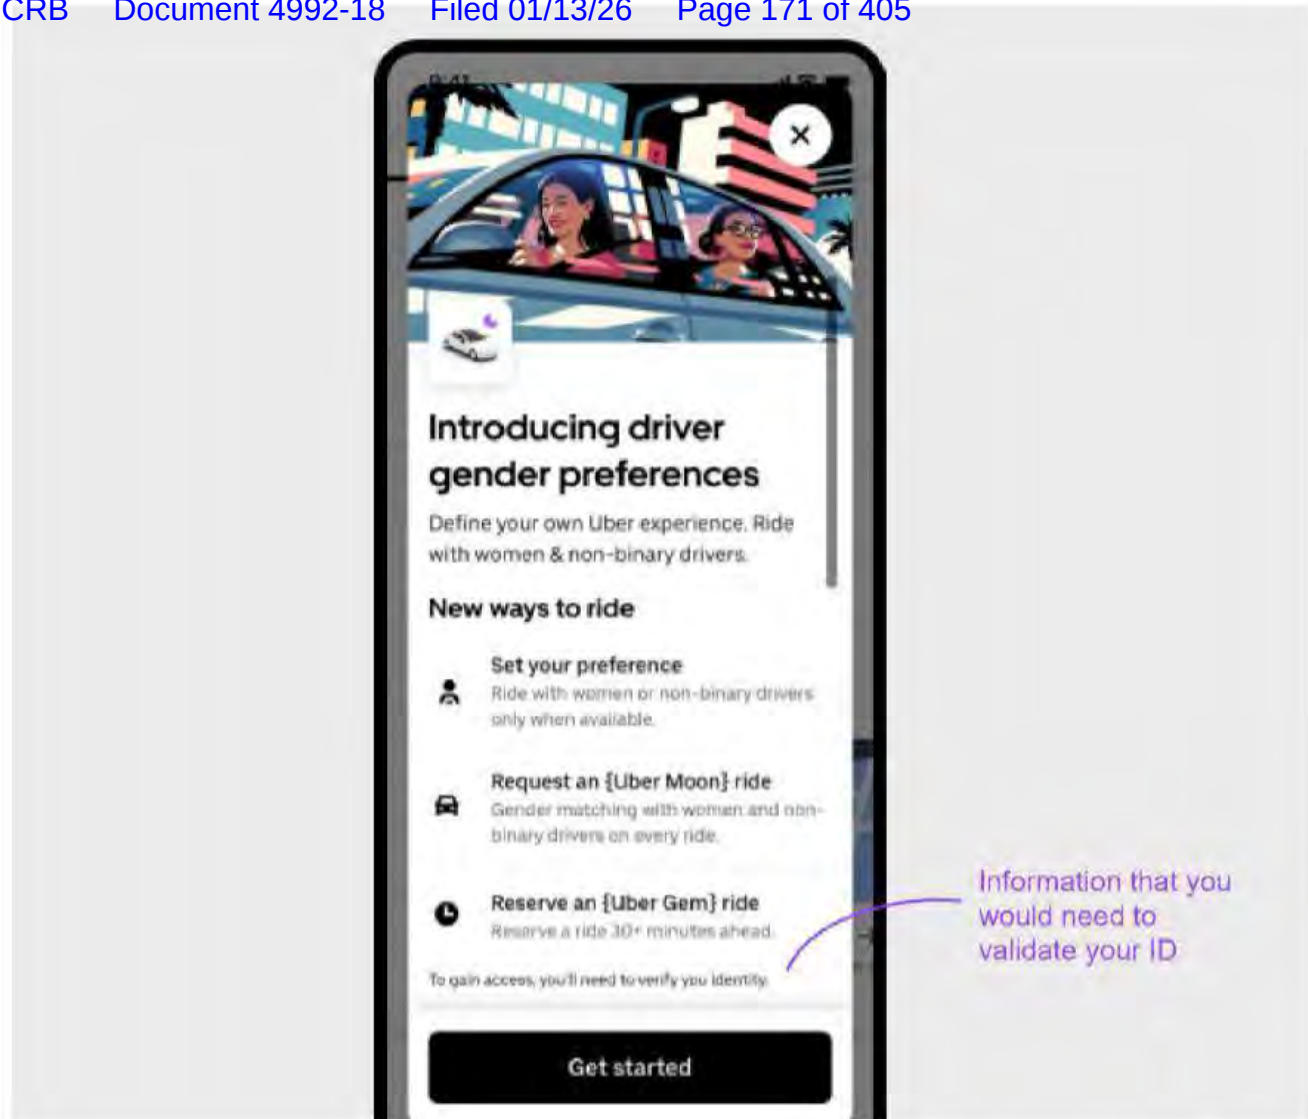 CRB Document 4992-18 Filed 01/13/26 Page 171 of 405
9:41
Introducing driver
gender preferences
Define your own Uber experience. Ride
with women & non-binary drivers.
New ways to ride
Set your preference
Ride with women or non-binary drivers
only when available.
Request an {Uber Moon} ride
Gender matching with women and non-
binary drivers on every ride.
Reserve an {Uber Gem} ride
Reserve a ride 30+ minutes ahead.
To gain access, you'll need to verify you identity.
Information that you
would need to
validate your ID
Get started